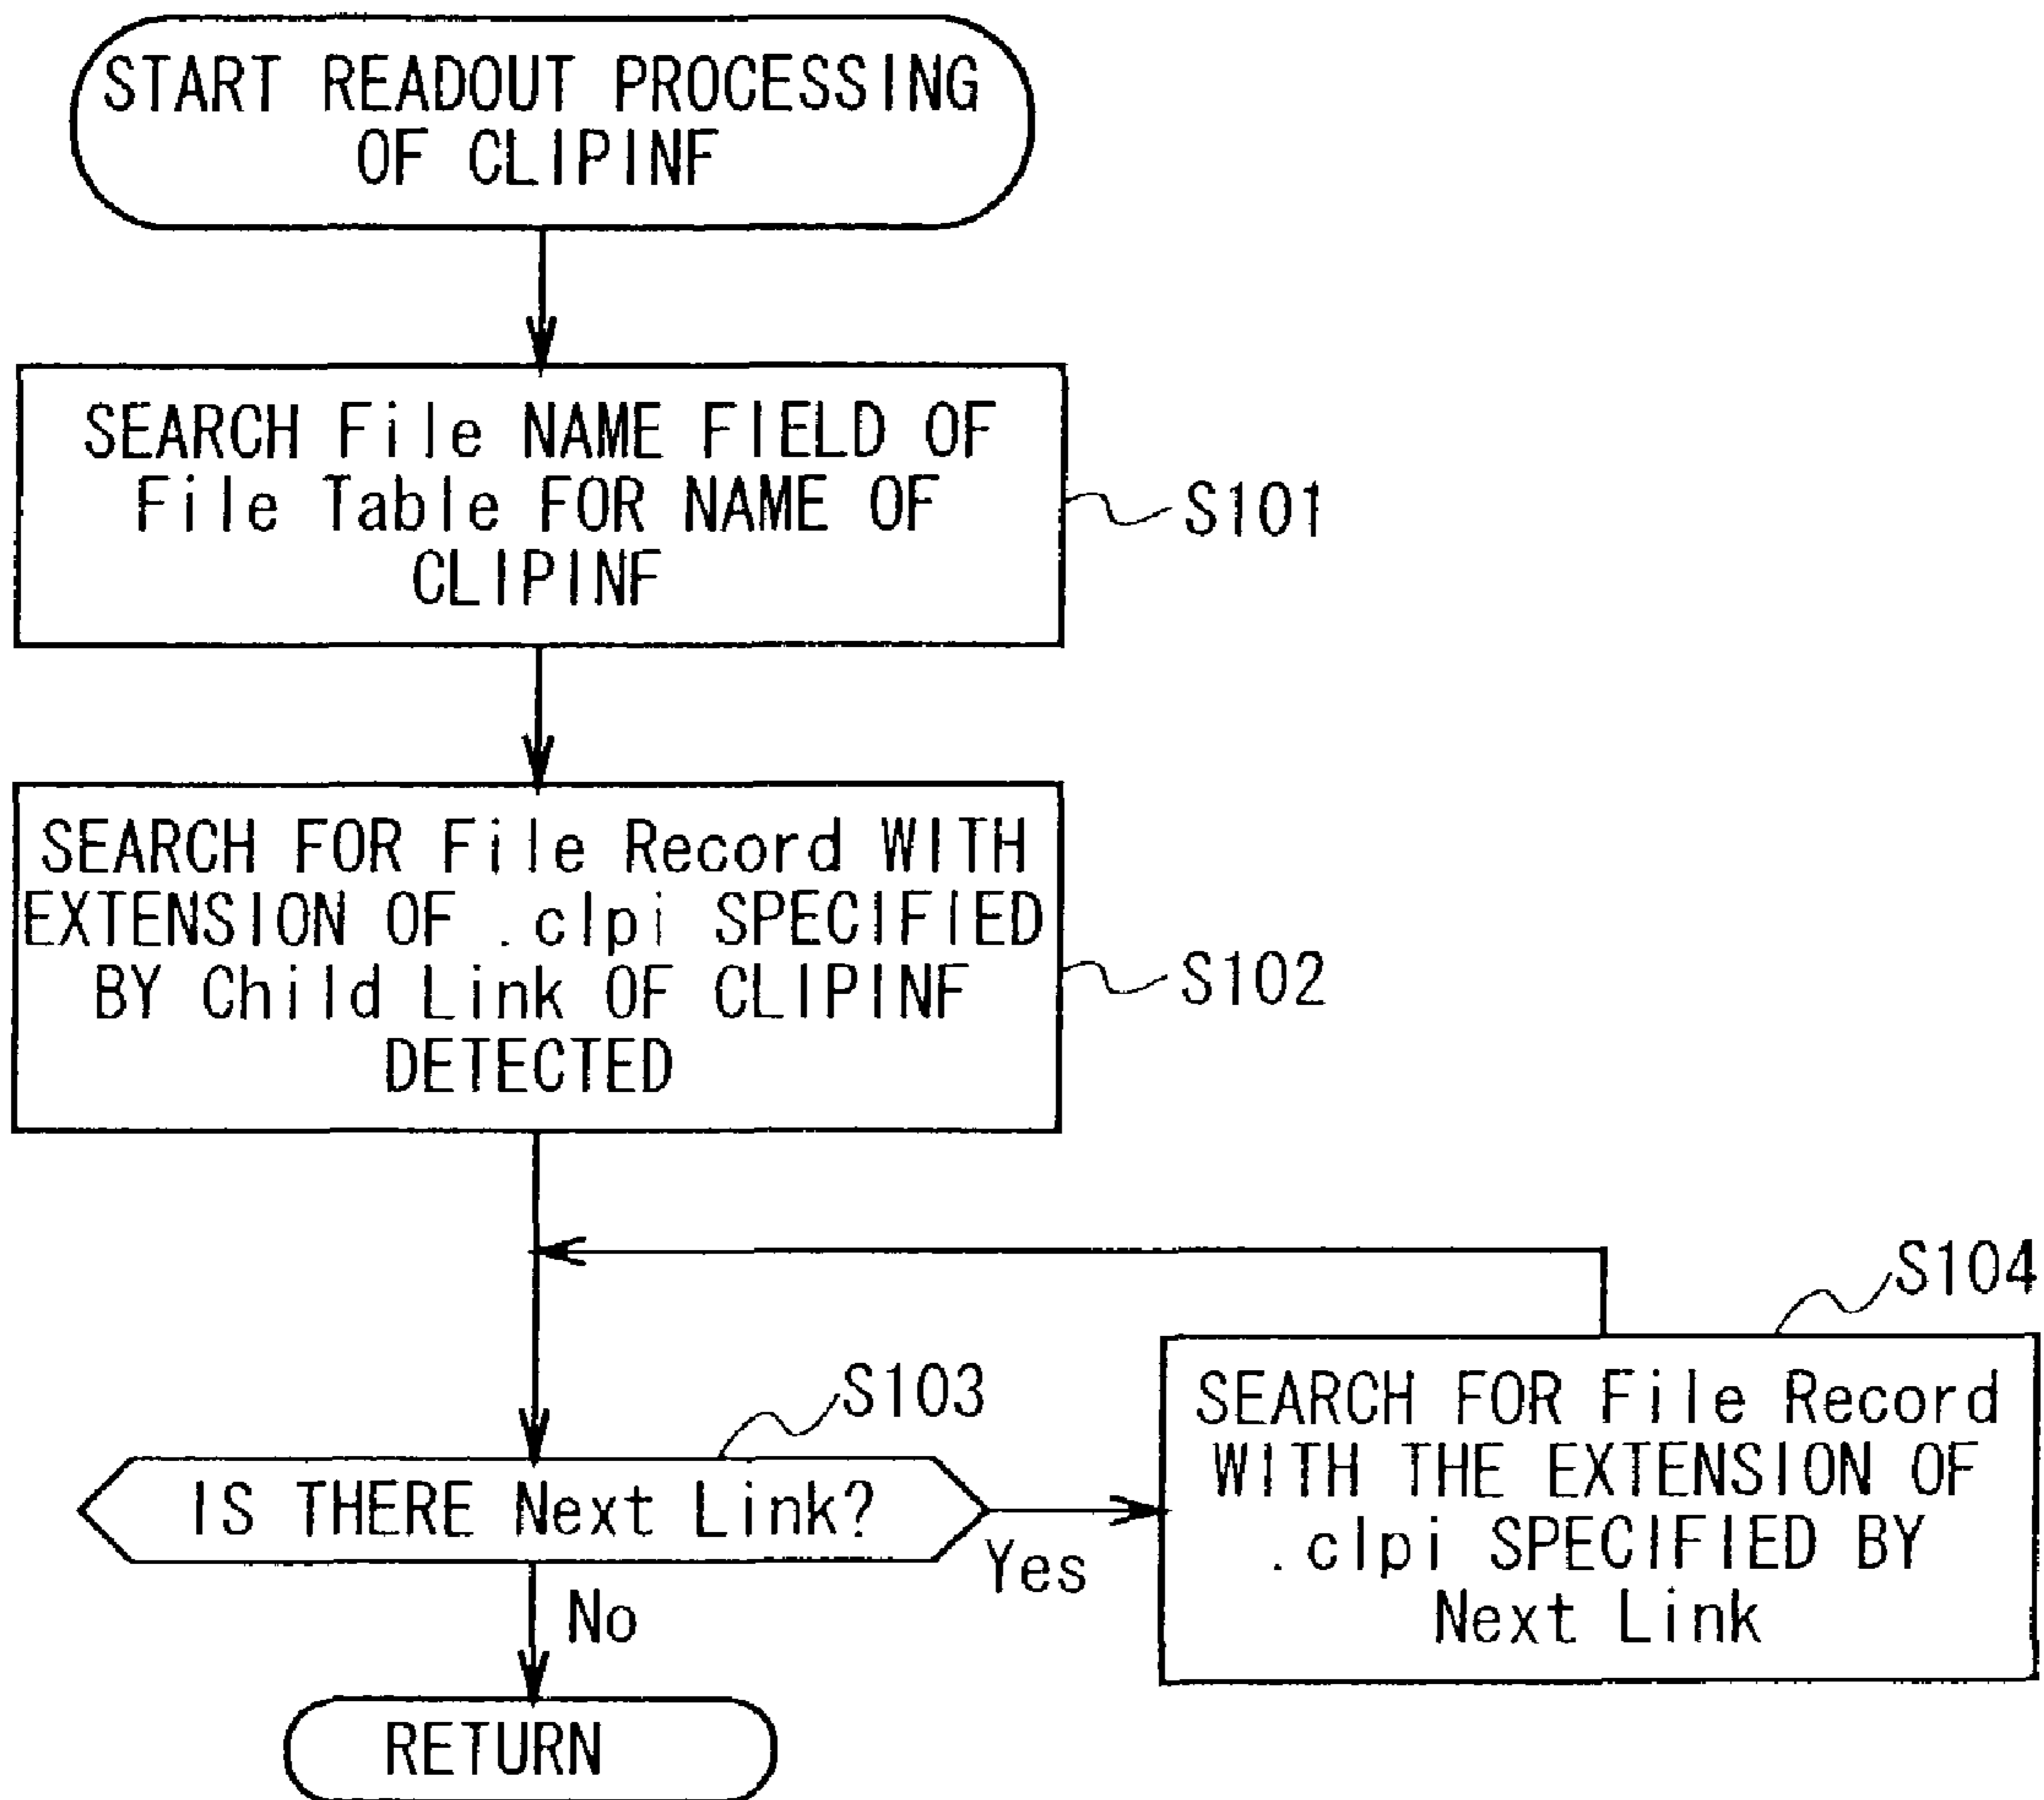 START READOUT PROCESSING
OF CLIPINF
SEARCH File NAME FIELD OF
File Table FOR NAME OF
CLIPINF
S101
SEARCH FOR File Record WITH
EXTENSION OF .clpi SPECIFIED
BY Child Link OF CLIPINF
DETECTED
S102
S104
S103
IS THERE Next Link?
Yes
No
SEARCH FOR File Record
WITH THE EXTENSION OF
.clpi SPECIFIED BY
Next Link
RETURN